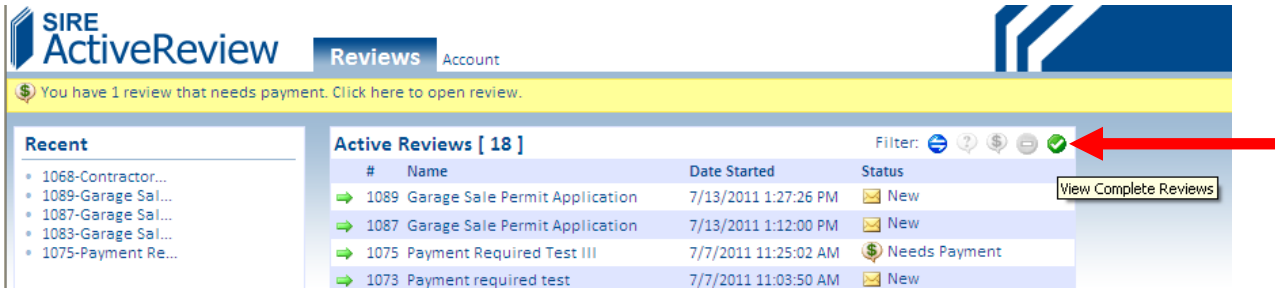 SIRE
ActiveReview
Reviews Account
You have 1 review that needs payment. Click here to open review.
Recent
1068-Contractor...
1089-Garage Sal...
1087-Garage Sal...
1083-Garage Sal...
1075-Payment Re...
Active Reviews [ 18 ] Filter:
# Name Date Started Status
1089 Garage Sale Permit Application 7/13/2011 1:27:26 PM New
View Complete Reviews
1087 Garage Sale Permit Application 7/13/2011 1:12:00 PM New
1075 Payment Required Test III 7/7/2011 11:25:02 AM Needs Payment
1073 Payment required test 7/7/2011 11:03:50 AM New